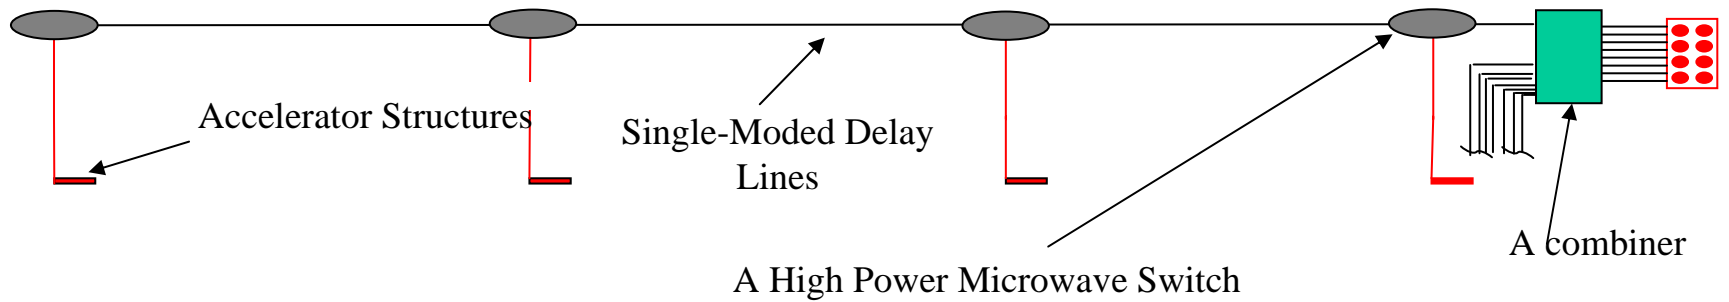 Accelerator Structures
Single-Moded Delay
Lines
A combiner
A High Power Microwave Switch